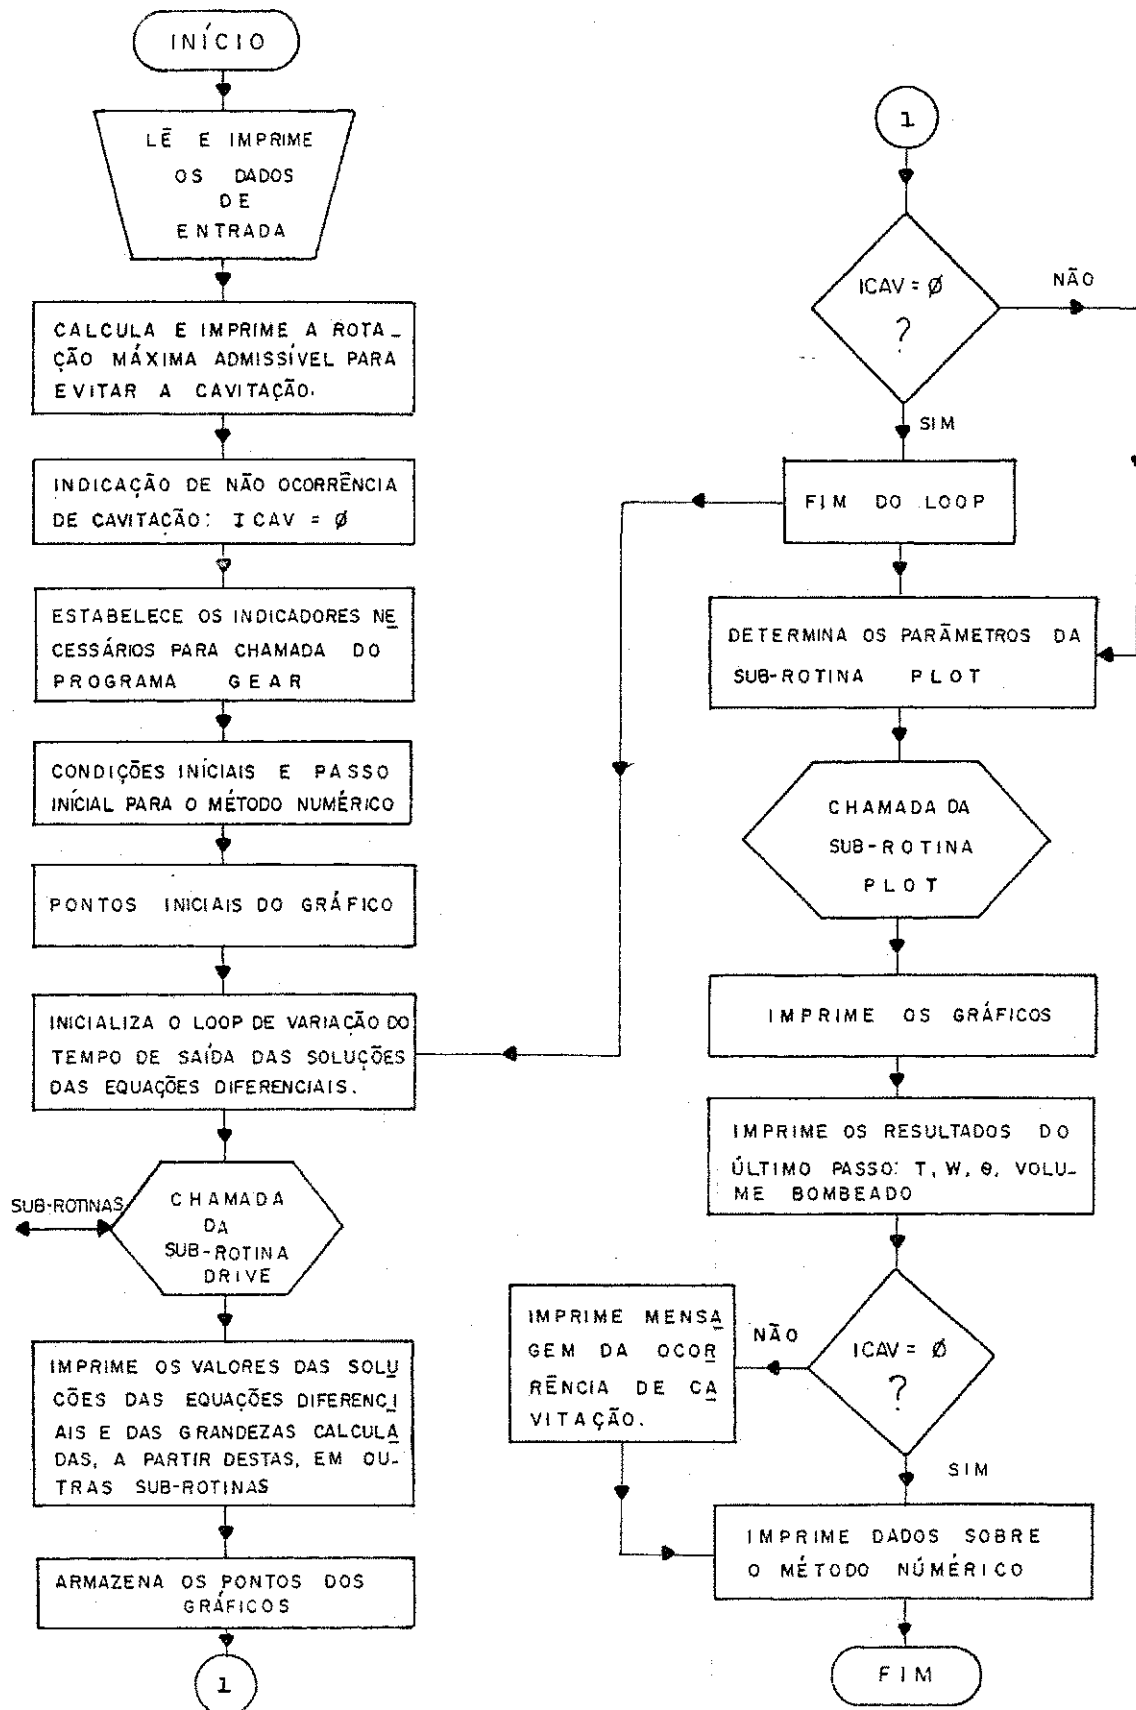 INÍCIO
LÊ E IMPRIME
OS DADOS
DE
ENTRADA
CALCULA E IMPRIME A ROTA_
ÇÃO MÁXIMA ADMISSÍVEL PARA
EVITAR A CAVITAÇÃO.
INDICAÇÃO DE NÃO OCORRÊNCIA
DE CAVITAÇÃO: ICAV = Ø
ESTABELECE OS INDICADORES NE
CESSÁRIOS PARA CHAMADA DO
PROGRAMA GEAR
CONDIÇÕES INÍCIAIS E PASSO
INÍCIAL PARA O MÉTODO NUMÉRICO
PONTOS INICIAIS DO GRÁFICO
INICIALIZA O LOOP DE VARIAÇÃO DO
TEMPO DE SAÍDA DAS SOLUÇÕES
DAS EQUAÇÕES DIFERENCIAIS.
SUB-ROTINAS
CHAMADA
DA
SUB-ROTINA
DRIVE
IMPRIME OS VALORES DAS SOLU
ÇÕES DAS EQUAÇÕES DIFERENCI
AIS E DAS GRANDEZAS CALCULA
DAS, A PARTIR DESTAS, EM OU_
TRAS SUB-ROTINAS
ARMAZENA OS PONTOS DOS
GRÁFICOS
1
1
ICAV = Ø
?
NÃO
SIM
FIM DO LOOP
DETERMINA OS PARÂMETROS DA
SUB-ROTINA PLOT
CHAMADA DA
SUB-ROTINA
PLOT
IMPRIME OS GRÁFICOS
IMPRIME OS RESULTADOS DO
ÚLTIMO PASSO: T, W, θ, VOLU_
ME BOMBEADO
ICAV = Ø
?
NÃO
SIM
IMPRIME MENSA
GEM DA OCOR
RÊNCIA DE CA
VITAÇÃO.
IMPRIME DADOS SOBRE
O MÉTODO NÚMÉRICO
FIM